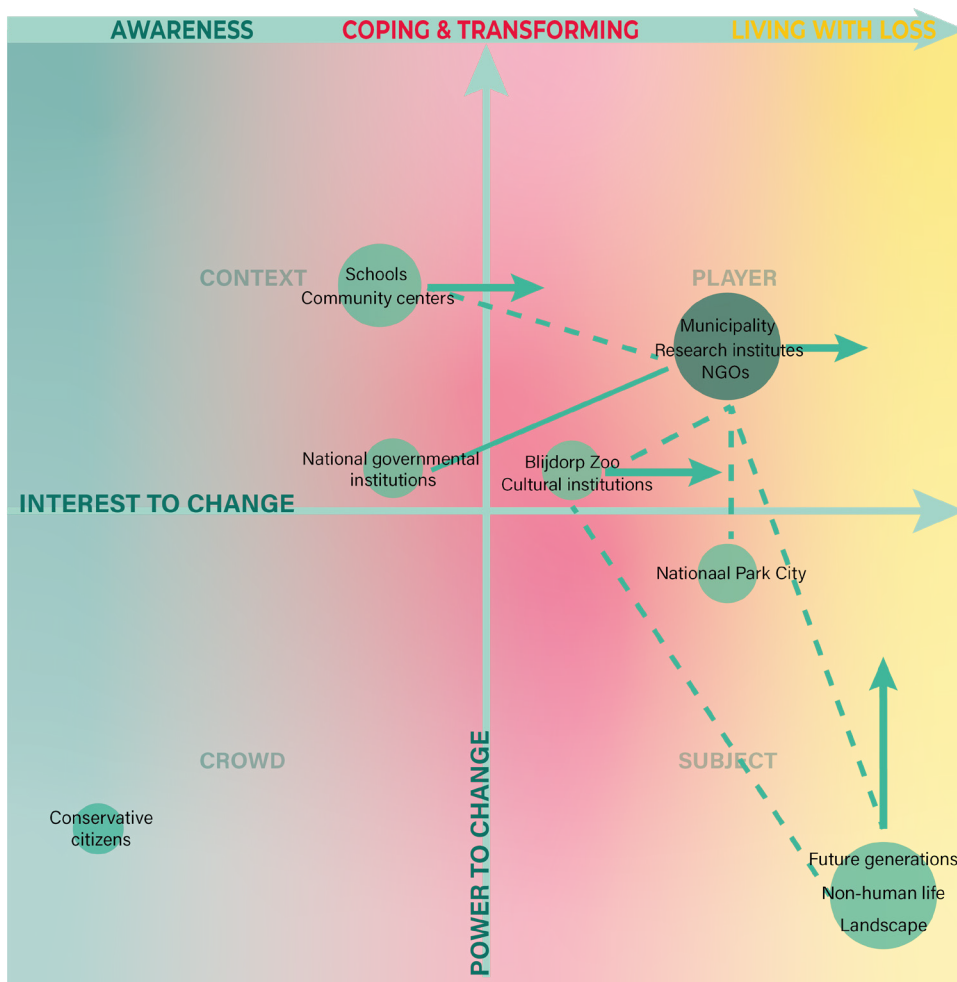 AWARENESS
COPING & TRANSFORMING
LIVING WITH LOSS
CONTEXT
Schools
Community centers
PLAYER
Municipality
Research institutes
NGOs
National governmental
institutions
Blijdorp Zoo
Cultural institutions
INTEREST TO CHANGE
Nationaal Park City
CROWD
SUBJECT
POWER TO CHANGE
Conservative
citizens
Future generations
Non-human life
Landscape